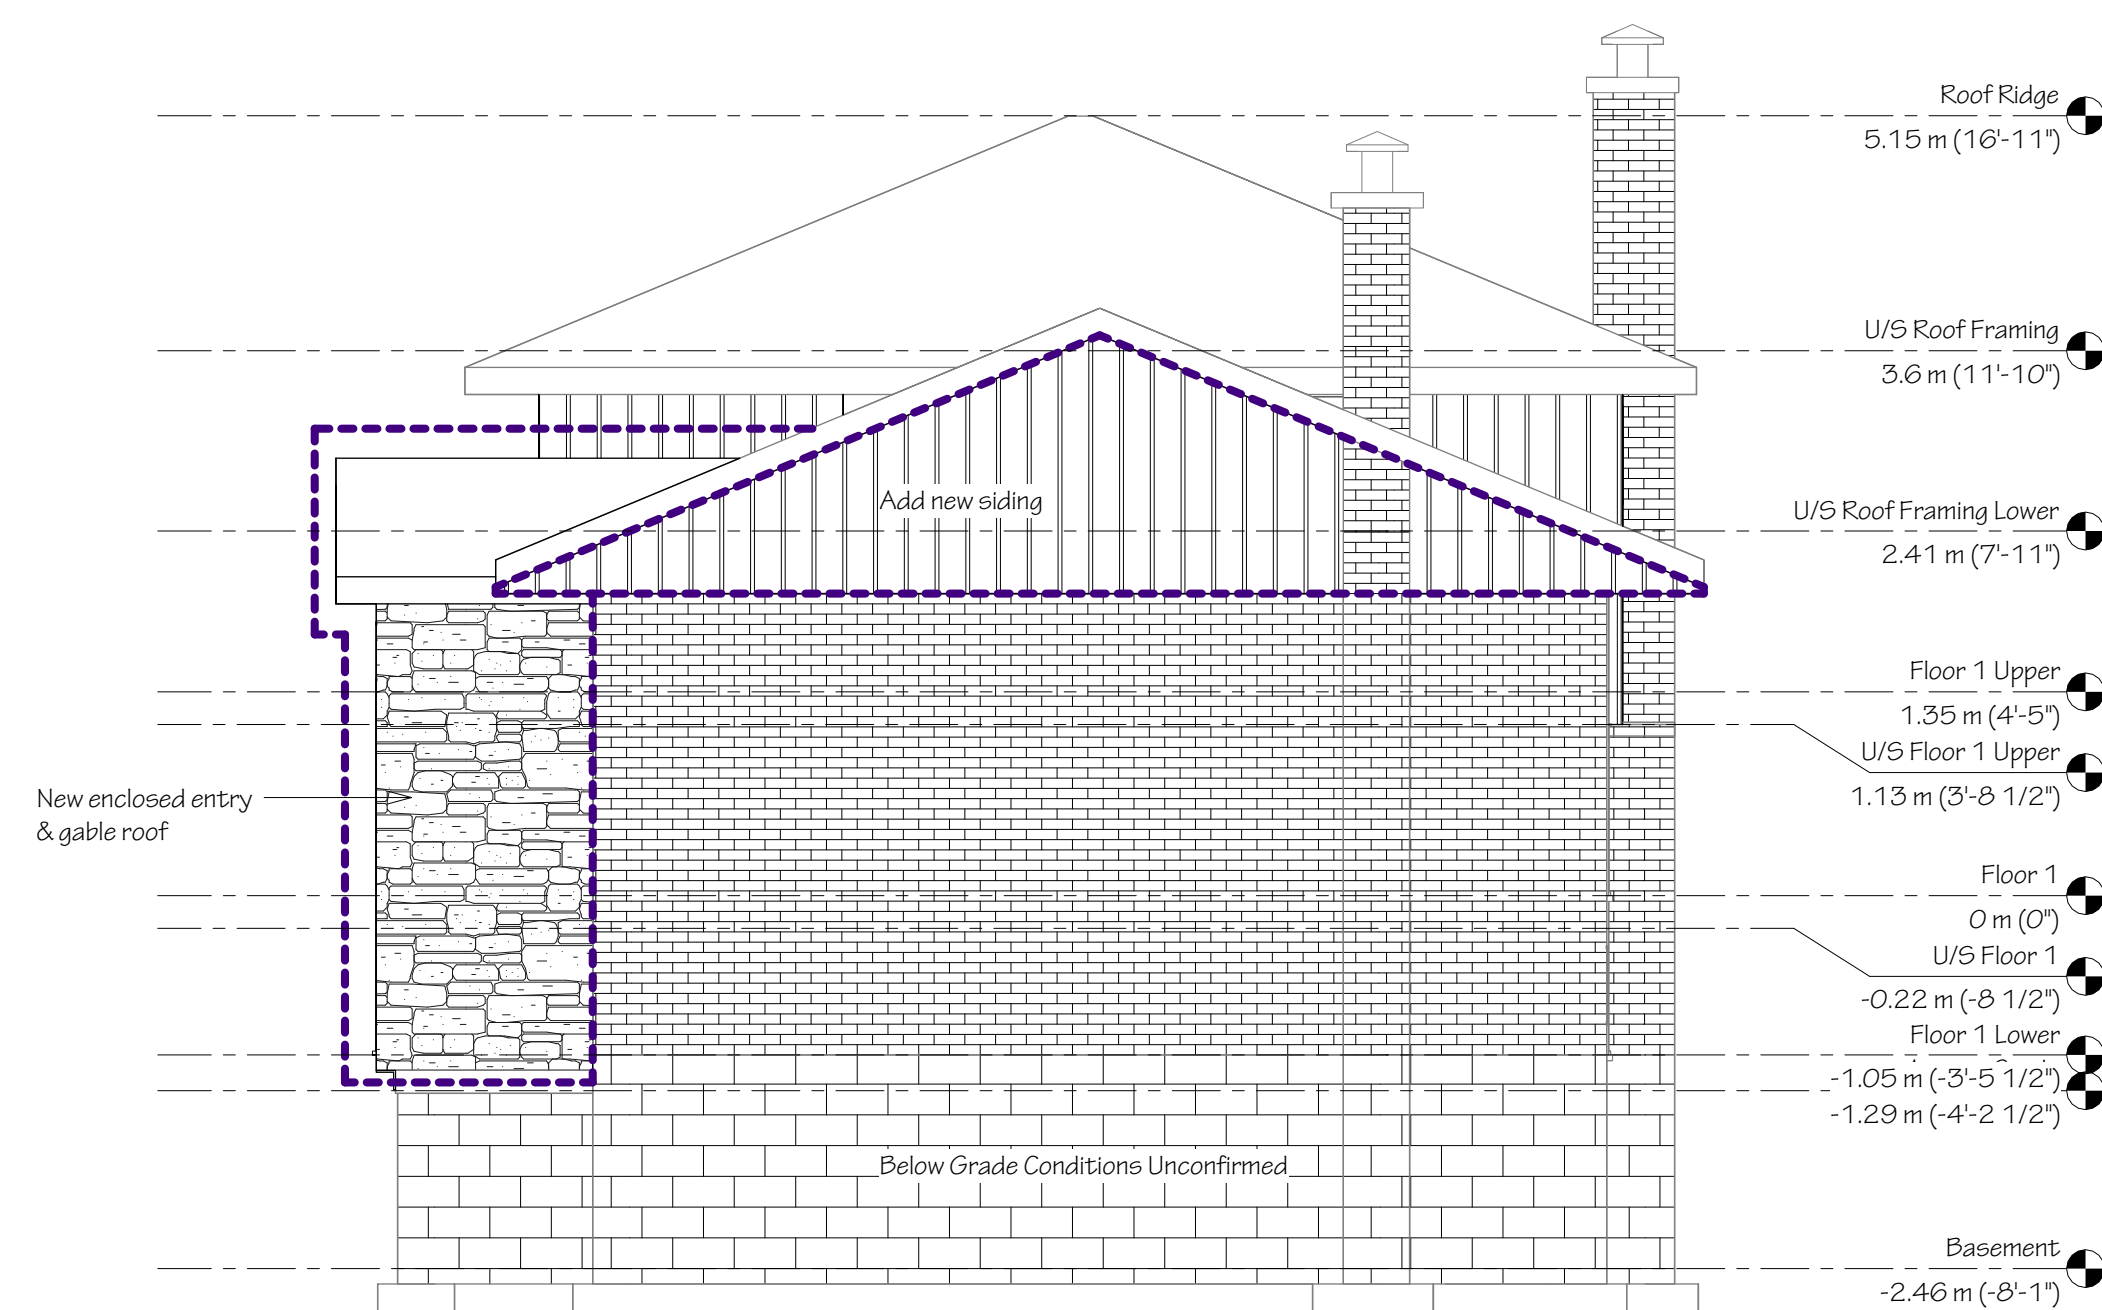 Roof Ridge
5.15 m (16'-11")
U/S Roof Framing
3.6 m (11'-10")
Add new siding
U/S Roof Framing Lower
2.41 m (7'-11")
Floor 1 Upper
1.35 m (4'-5")
U/S Floor 1 Upper
1.13 m (3'-8 1/2")
New enclosed entry
& gable roof
Floor 1
0 m (0")
U/S Floor 1
-0.22 m (-8 1/2")
Floor 1 Lower
-1.05 m (-3'-5 1/2")
-1.29 m (-4'-2 1/2")
Below Grade Conditions Unconfirmed
Basement
-2.46 m (-8'-1")